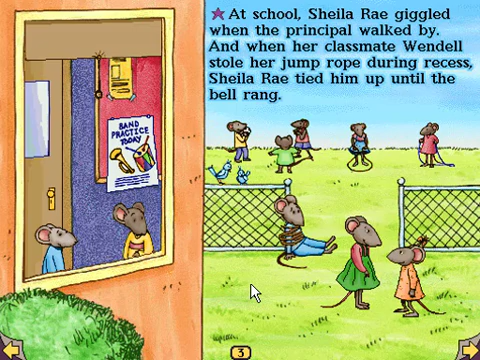 At school, Sheila Rae giggled
when the principal walked by.
And when her classmate Wendell
stole her jump rope during recess,
Sheila Rae tied him up until the
bell rang.
BAND
PRACTICE
TODAY
3